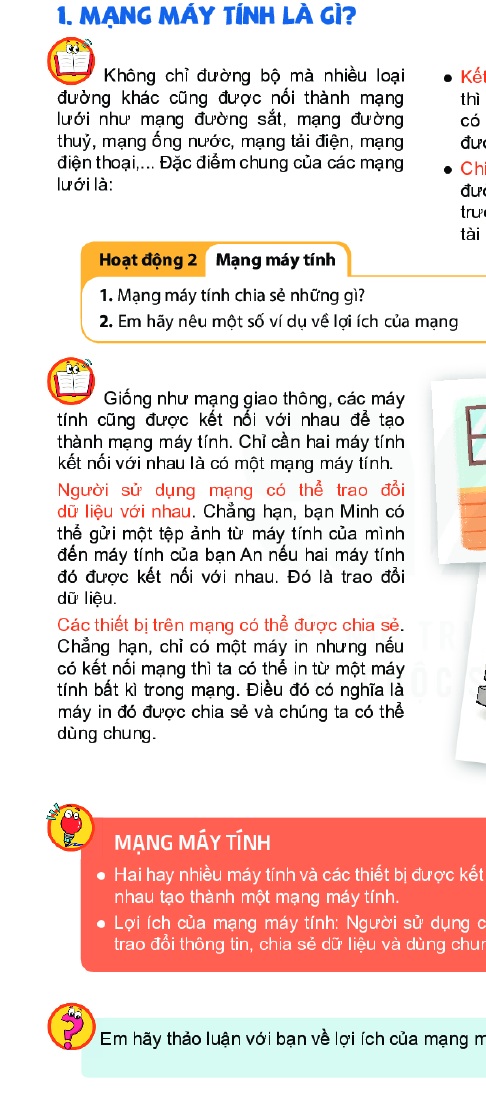 1. MẠNG MÁY TÍNH LÀ GÌ?
Không chỉ đường bộ mà nhiều loại
đường khác cũng được nối thành mạng
lưới như mạng đường sắt, mạng đường
thuỷ, mạng ống nước, mạng tải điện, mạng
điện thoại,... Đặc điểm chung của các mạng
lưới là:
thì
có
tài
Hoạt động 2 Mạng máy tính
1. Mạng máy tính chia sẻ những gì?
2. Em hãy nêu một số ví dụ về lợi ích của mạng
Giống như mạng giao thông, các máy
tính cũng được kết nối với nhau để tạo
thành mạng máy tính. Chỉ cần hai máy tính
kết nối với nhau là có một mạng máy tính.
Người sử dụng mạng có thể trao đổi
dữ liệu với nhau. Chẳng hạn, bạn Minh có
thể gửi một tệp ảnh từ máy tính của mình
đến máy tính của bạn An nếu hai máy tính
đó được kết nối với nhau. Đó là trao đổi
dữ liệu.
Các thiết bị trên mạng có thể được chia sẻ.
Chẳng hạn, chỉ có một máy in nhưng nếu
có kết nối mạng thì ta có thể in từ một máy
tính bất kì trong mạng. Điều đó có nghĩa là
máy in đó được chia sẻ và chúng ta có thể
dùng chung.
MẠNG MÁY TÍNH
Hai hay nhiều máy tính và các thiết bị được kết
nhau tạo thành một mạng máy tính.
Lợi ích của mạng máy tính: Người sử dụng
trao đổi thông tin, chia sẻ dữ liệu và dùng
Em hãy thảo luận với bạn về lợi ích của mạng